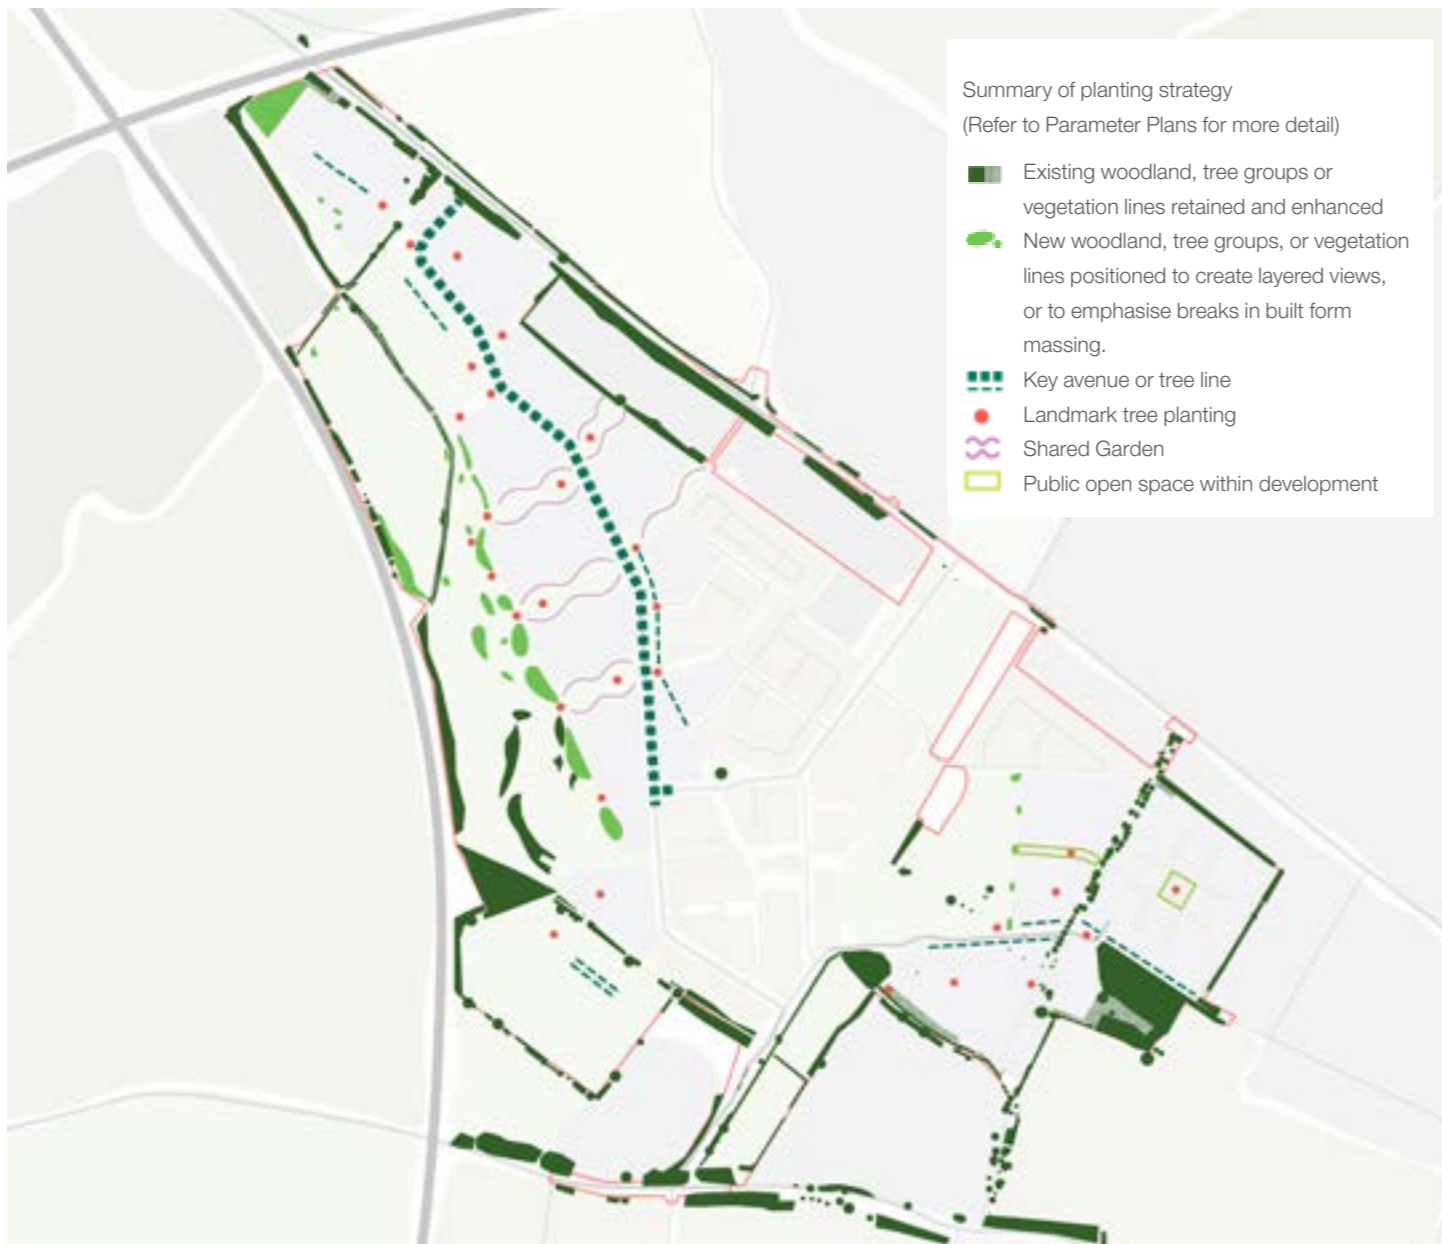 Summary of planting strategy
(Refer to Parameter Plans for more detail)
Existing woodland, tree groups or
vegetation lines retained and enhanced
New woodland, tree groups, or vegetation
lines positioned to create layered views,
or to emphasise breaks in built form
massing.
Key avenue or tree line
Landmark tree planting
Shared Garden
Public open space within development